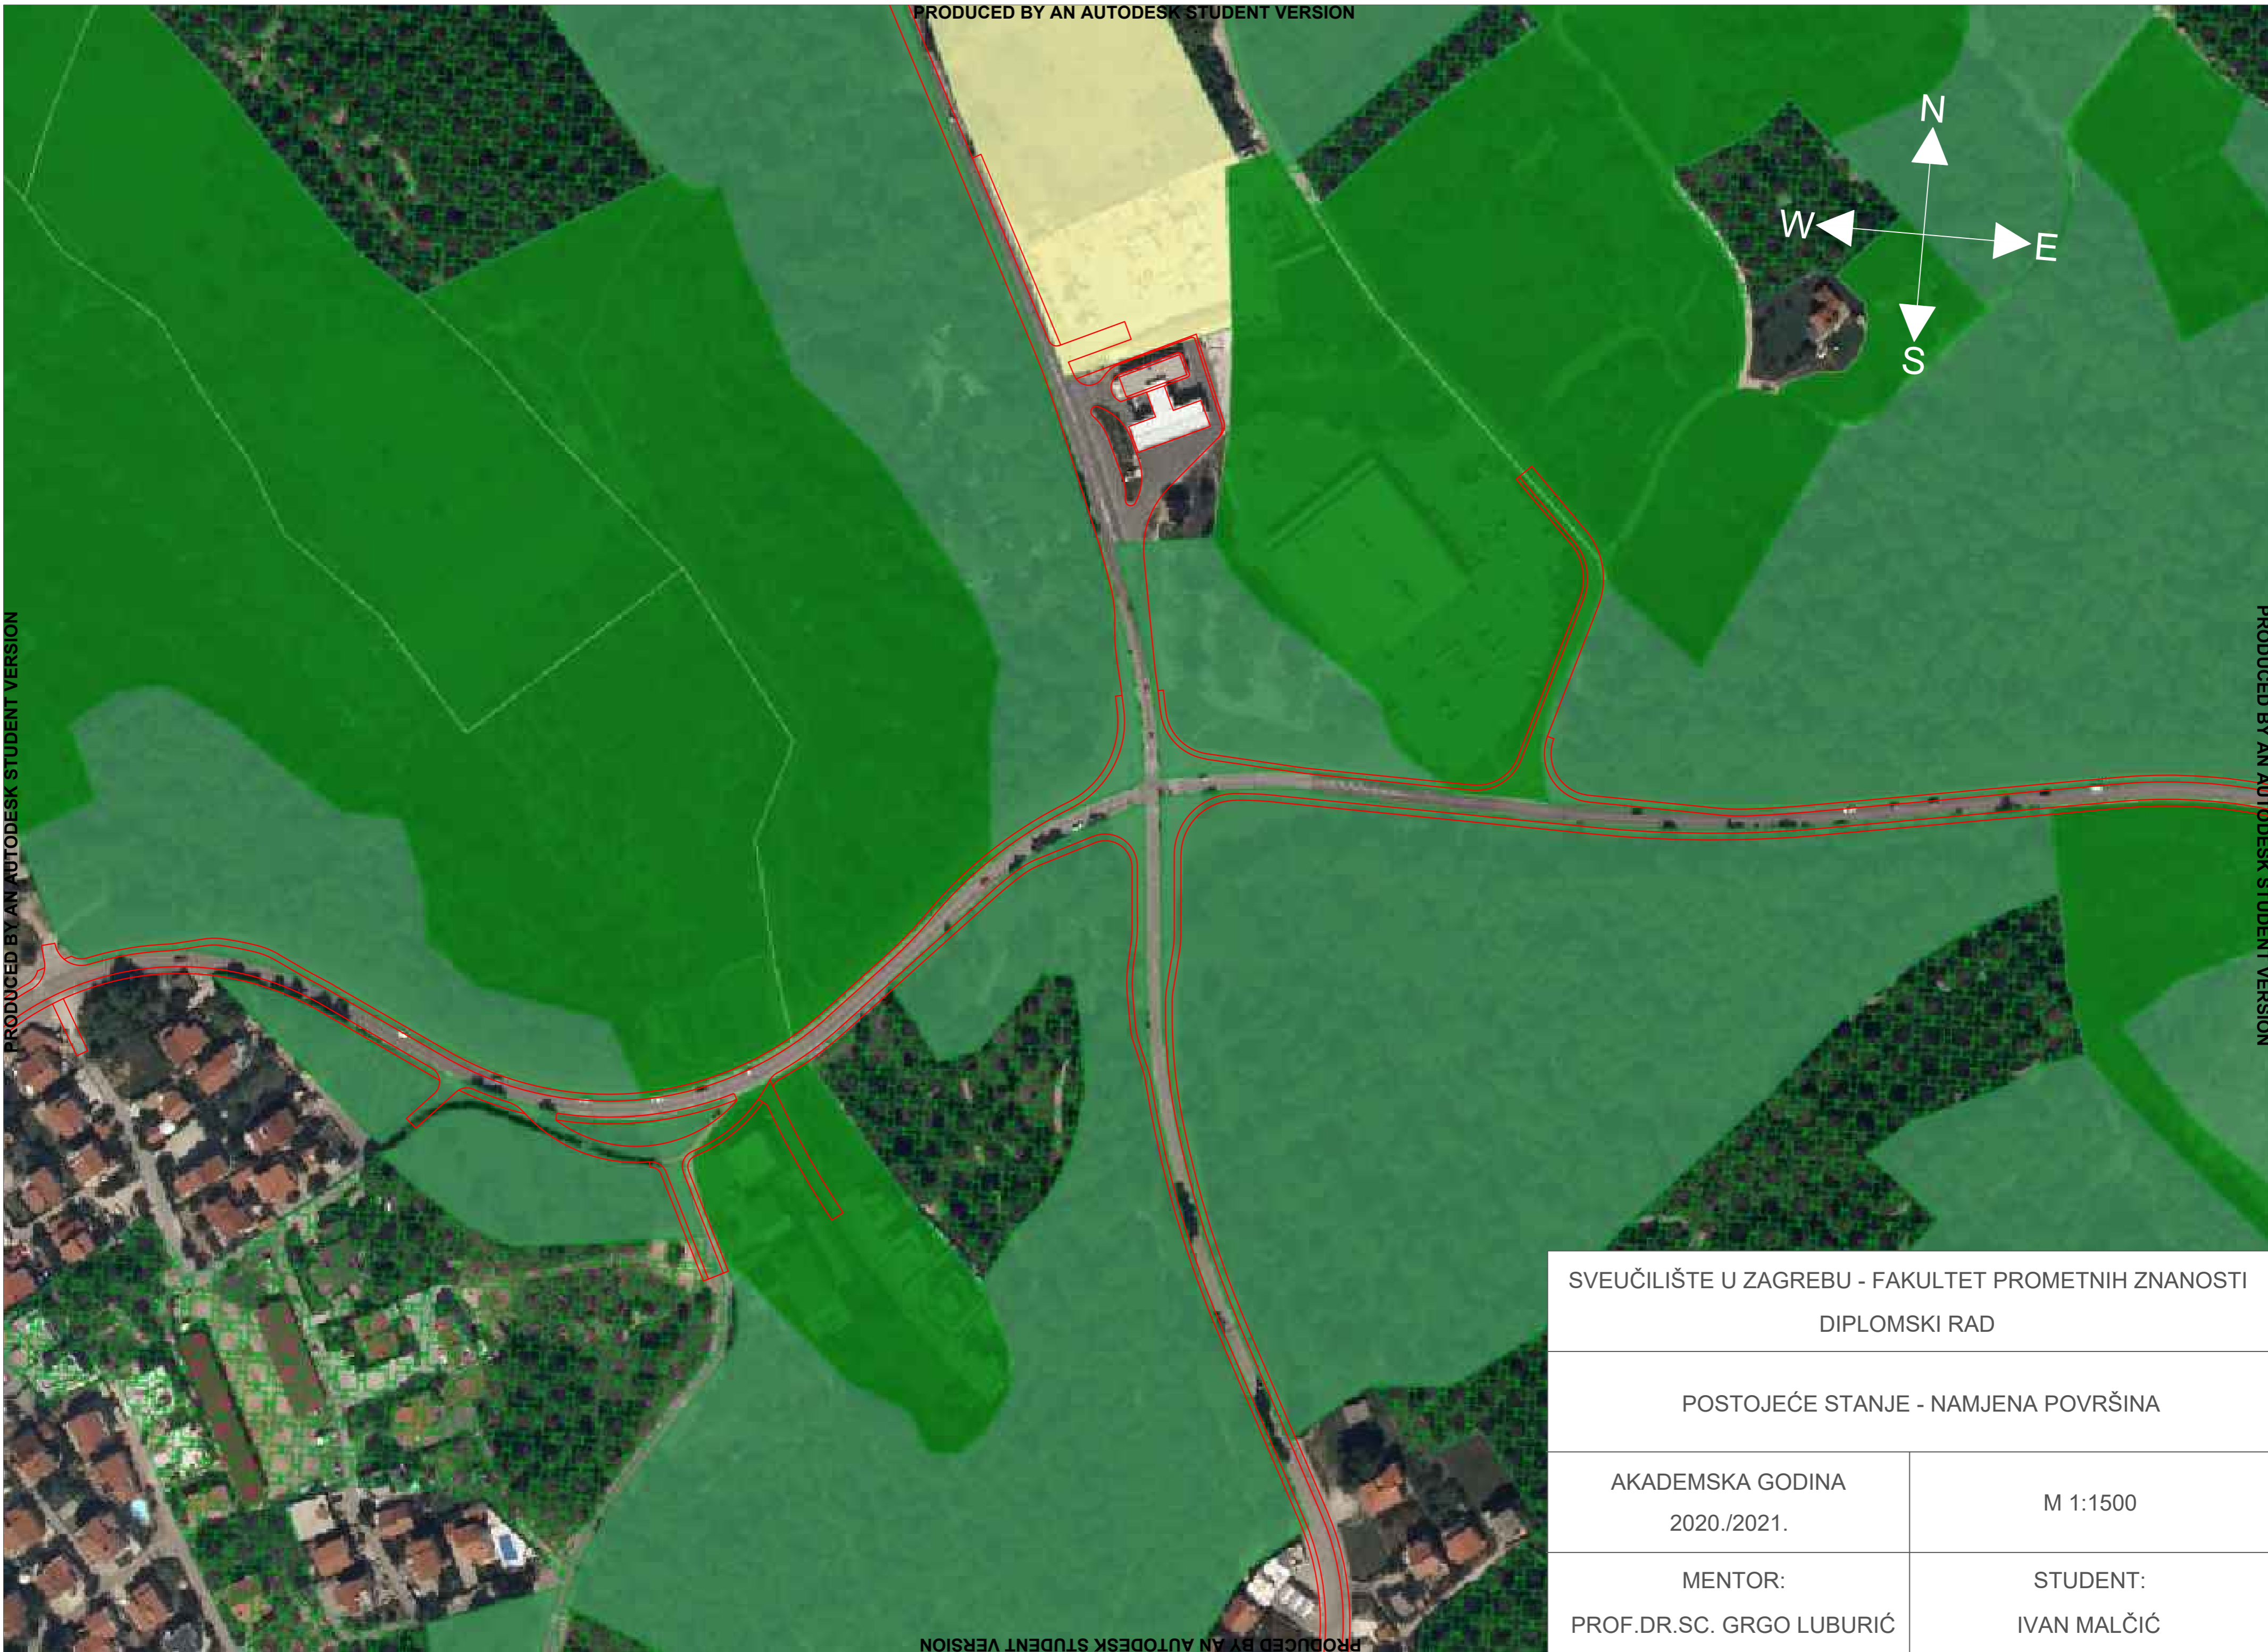 PRODUCED BY AN AUTODESK STUDENT VERSION
N
W
E
S
PRODUCED BY AN AUTODESK STUDENT VERSION
PRODUCED BY AN AUTODESK STUDENT VERSION
SVEUČILIŠTE U ZAGREBU - FAKULTET PROMETNIH ZNANOSTI
DIPLOMSKI RAD
POSTOJEĆE STANJE - NAMJENA POVRŠINA
AKADEMSKA GODINA
2020./2021.
M 1:1500
MENTOR:
PROF.DR.SC. GRGO LUBURIĆ
STUDENT:
IVAN MALČIĆ
PRODUCED BY AN AUTODESK STUDENT VERSION